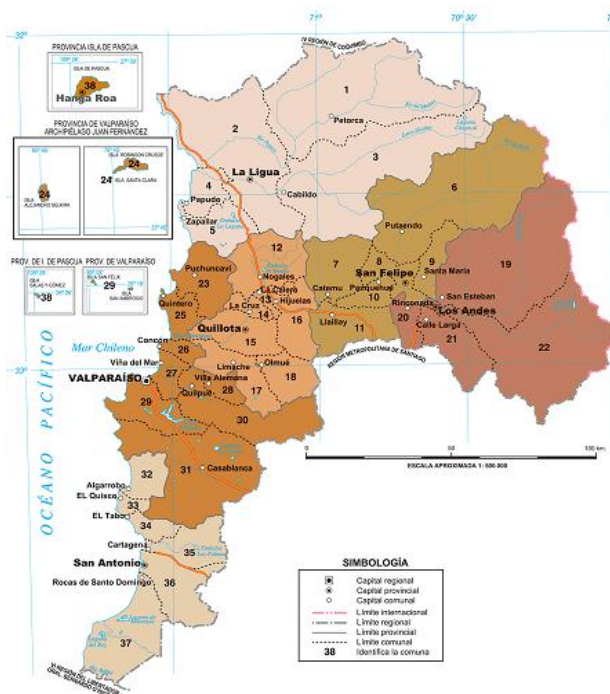 71°
70° 30'
32°
IV REGIÓN DE COQUIMBO
PROVINCIA ISLA DE PASCUA
ISLA DE PASCUA
38
Hanga Roa
1
Petorca
2
3
PROVINCIA DE VALPARAÍSO
ARCHIPIÉLAGO JUAN FERNÁNDEZ
ISLA ROBINSON CRUSOE
24
24
ISLA SANTA CLARA
24
ISLA
ALEJANDRO SELKIRK
La Ligua
Cabildo
4
Papudo
Zapallar
5
6
Putaendo
PROV. DE I. DE PASCUA
PROV. DE VALPARAÍSO
ISLA
SALAS Y GÓMEZ
38
ISLA SAN FÉLIX
29
ISLA
SAN AMBROSIO
12
Puchuncaví
23
Nogales
La Calera
13
Hijuelas
La Cruz
14
16
Quintero
25
7
8
9
Santa María
San Felipe
Catemu
Panquehue
10
Llaillay
11
19
San Esteban
Rinconada
Los Andes
20
Calle Larga
21
22
Quillota
15
REGIÓN METROPOLITANA DE SANTIAGO
Mar Chileno
Concón
26
Viña del Mar
27
33°
VALPARAÍSO
Limache
Olmué
Villa Alemana
28
17
18
Quilpué
29
30
31
Casablanca
OCÉANO PACÍFICO
0
50
100 km.
ESCALA APROXIMADA 1: 500.000
32
Algarrobo
EL Quisco
33
EL Tabo
34
Cartagena
35
San Antonio
Rocas de Santo Domingo
36
37
VI REGIÓN DEL LIBERTADOR
GRAL. BERNARDO O'HIGGINS
SIMBOLOGÍA
Capital regional
Capital provincial
Capital comunal
Límite internacional
Límite regional
Límite provincial
Límite comunal
38 Identifica la comuna